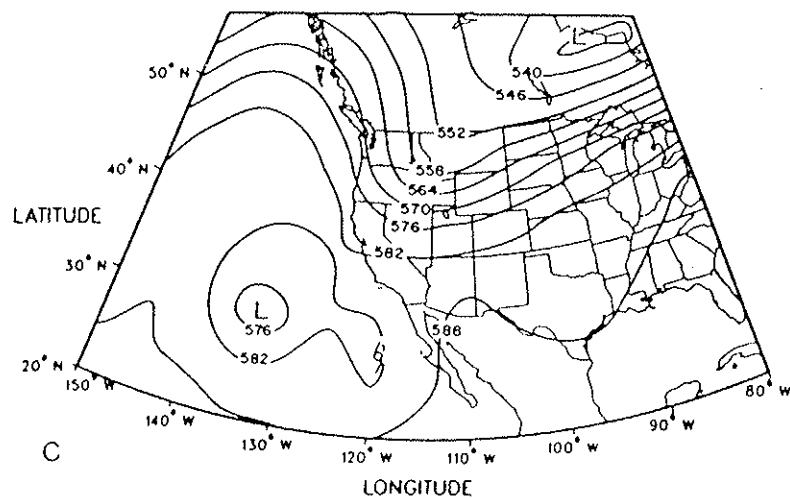 L
50° N
540
546
552
40° N
558
564
570
LATITUDE
576
582
30° N
L
576
588
582
20° N
150° W
80° W
140° W
90° W
130° W
120° W
110° W
100° W
C
LONGITUDE